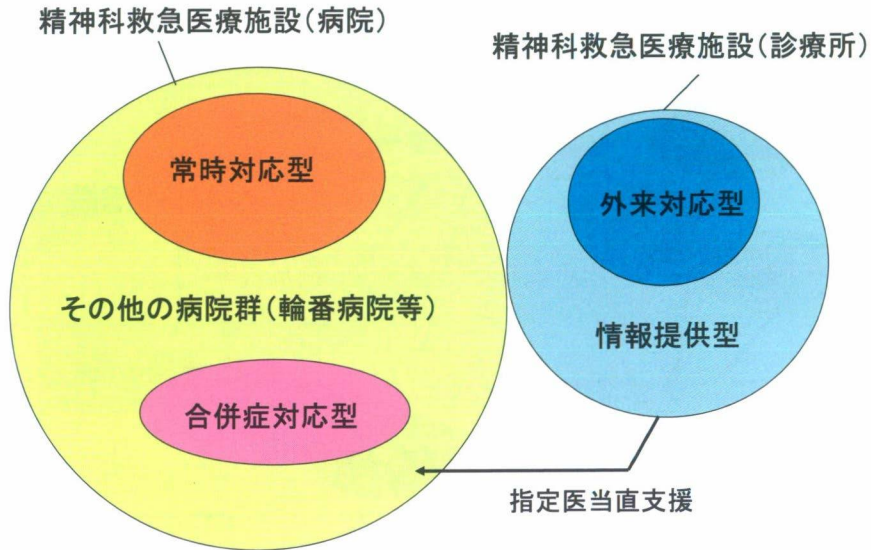 精神科救急医療施設(病院)
精神科救急医療施設(診療所)
常時対応型
外来対応型
その他の病院群(輪番病院等)
情報提供型
合併症対応型
指定医当直支援